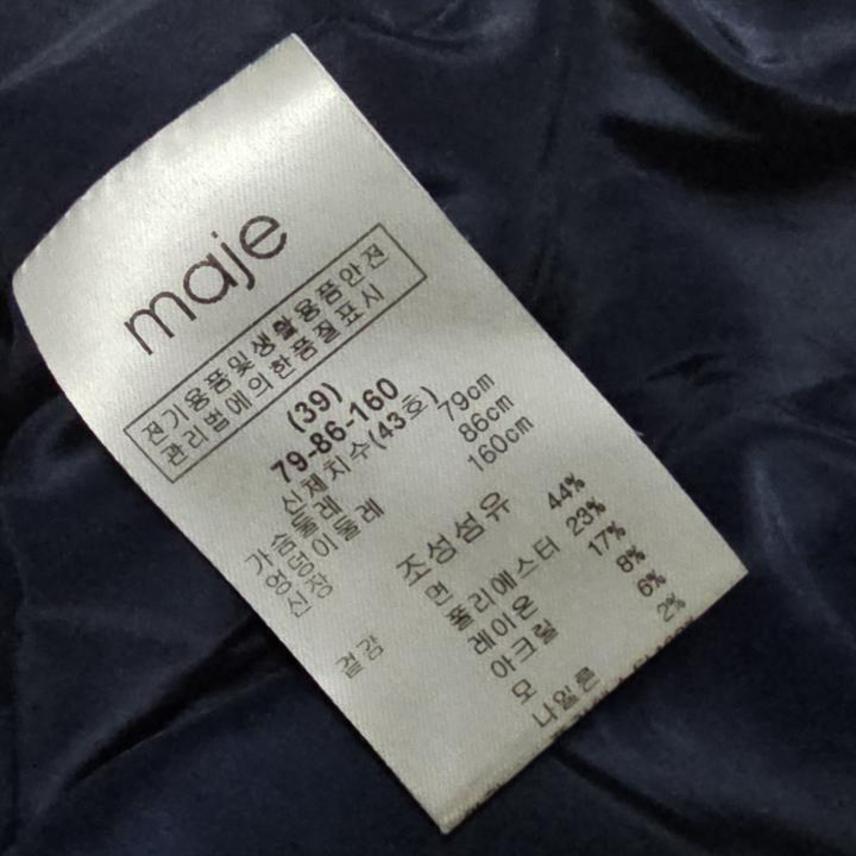 maje
전기용품및생활용품안전
관리법에의한품질표시
(39)
79-86-160
신체치수(43호)
가슴둘레 79cm
엉덩이둘레 86cm
신장 160cm
조성섬유
겉감 면 44%
폴리에스터 23%
레이온 17%
아크릴 8%
모 6%
나일론 2%